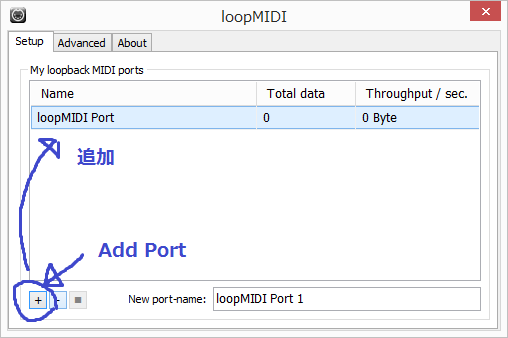 loopMIDI
Setup Advanced About
My loopback MIDI ports
Name Total data Throughput / sec.
loopMIDI Port 0 0 Byte
追加
Add Port
+ - New port-name: loopMIDI Port 1